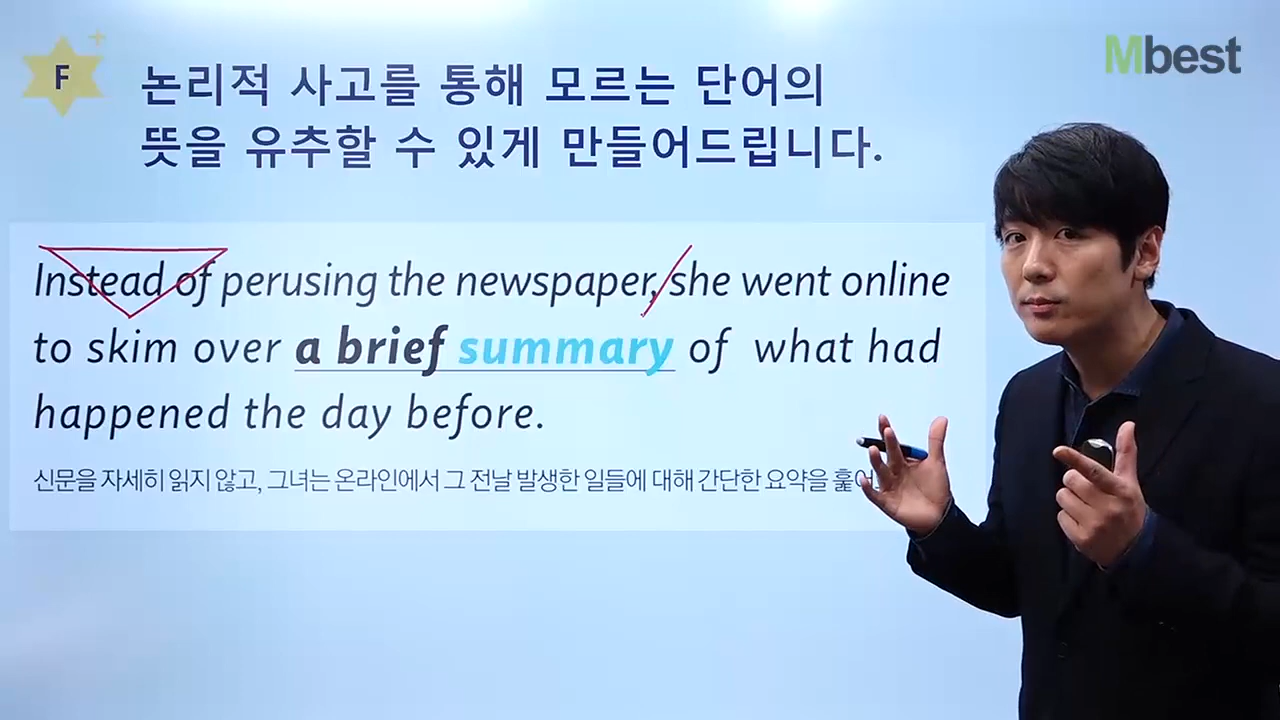 Mbest
F
논리적 사고를 통해 모르는 단어의
뜻을 유추할 수 있게 만들어드립니다.
Instead of perusing the newspaper, she went online
to skim over a brief summary of what had
happened the day before.
신문을 자세히 읽지 않고, 그녀는 온라인에서 그 전날 발생한 일들에 대해 간단한 요약을